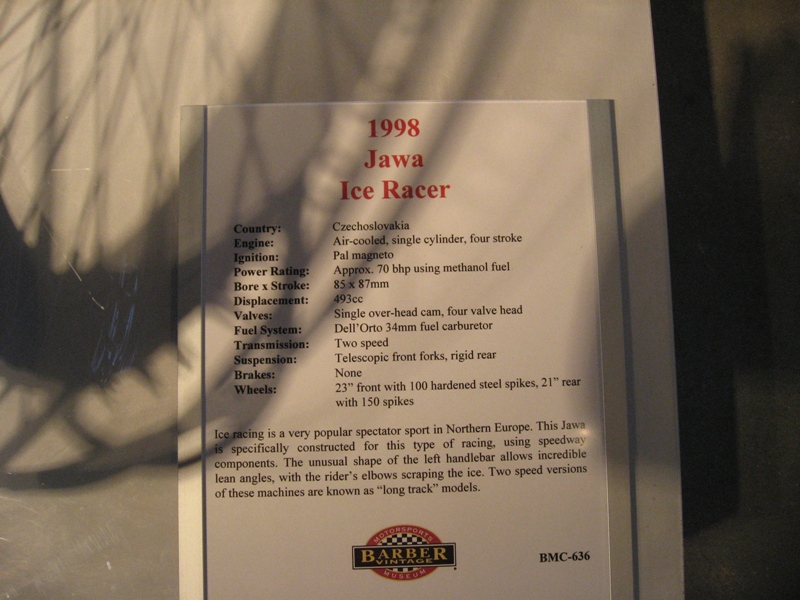 1998
Jawa
Ice Racer
Country: Czechoslovakia
Engine: Air-cooled, single cylinder, four stroke
Ignition: Pal magneto
Power Rating: Approx. 70 bhp using methanol fuel
Bore x Stroke: 85 x 87mm
Displacement: 493cc
Valves: Single over-head cam, four valve head
Fuel System: Dell'Orto 34mm fuel carburetor
Transmission: Two speed
Suspension: Telescopic front forks, rigid rear
Brakes: None
Wheels: 23” front with 100 hardened steel spikes, 21” rear
with 150 spikes
Ice racing is a very popular spectator sport in Northern Europe. This Jawa
is specifically constructed for this type of racing, using speedway
components. The unusual shape of the left handlebar allows incredible
lean angles, with the rider's elbows scraping the ice. Two speed versions
of these machines are known as “long track” models.
MOTORSPORTS
BARBER
VINTAGE
MUSEUM
BMC-636